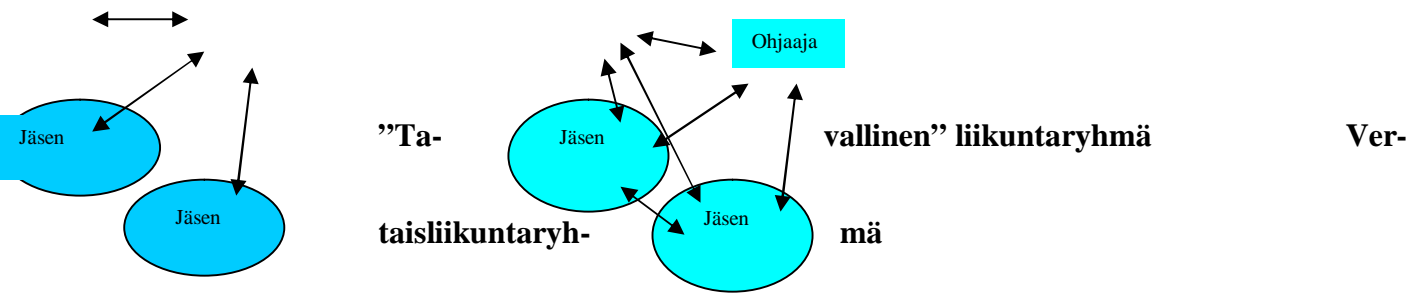 Ohjaaja
Jäsen ”Ta- Jäsen vallinen” liikuntaryhmä Ver-
Jäsen taisliikuntaryh- Jäsen mä